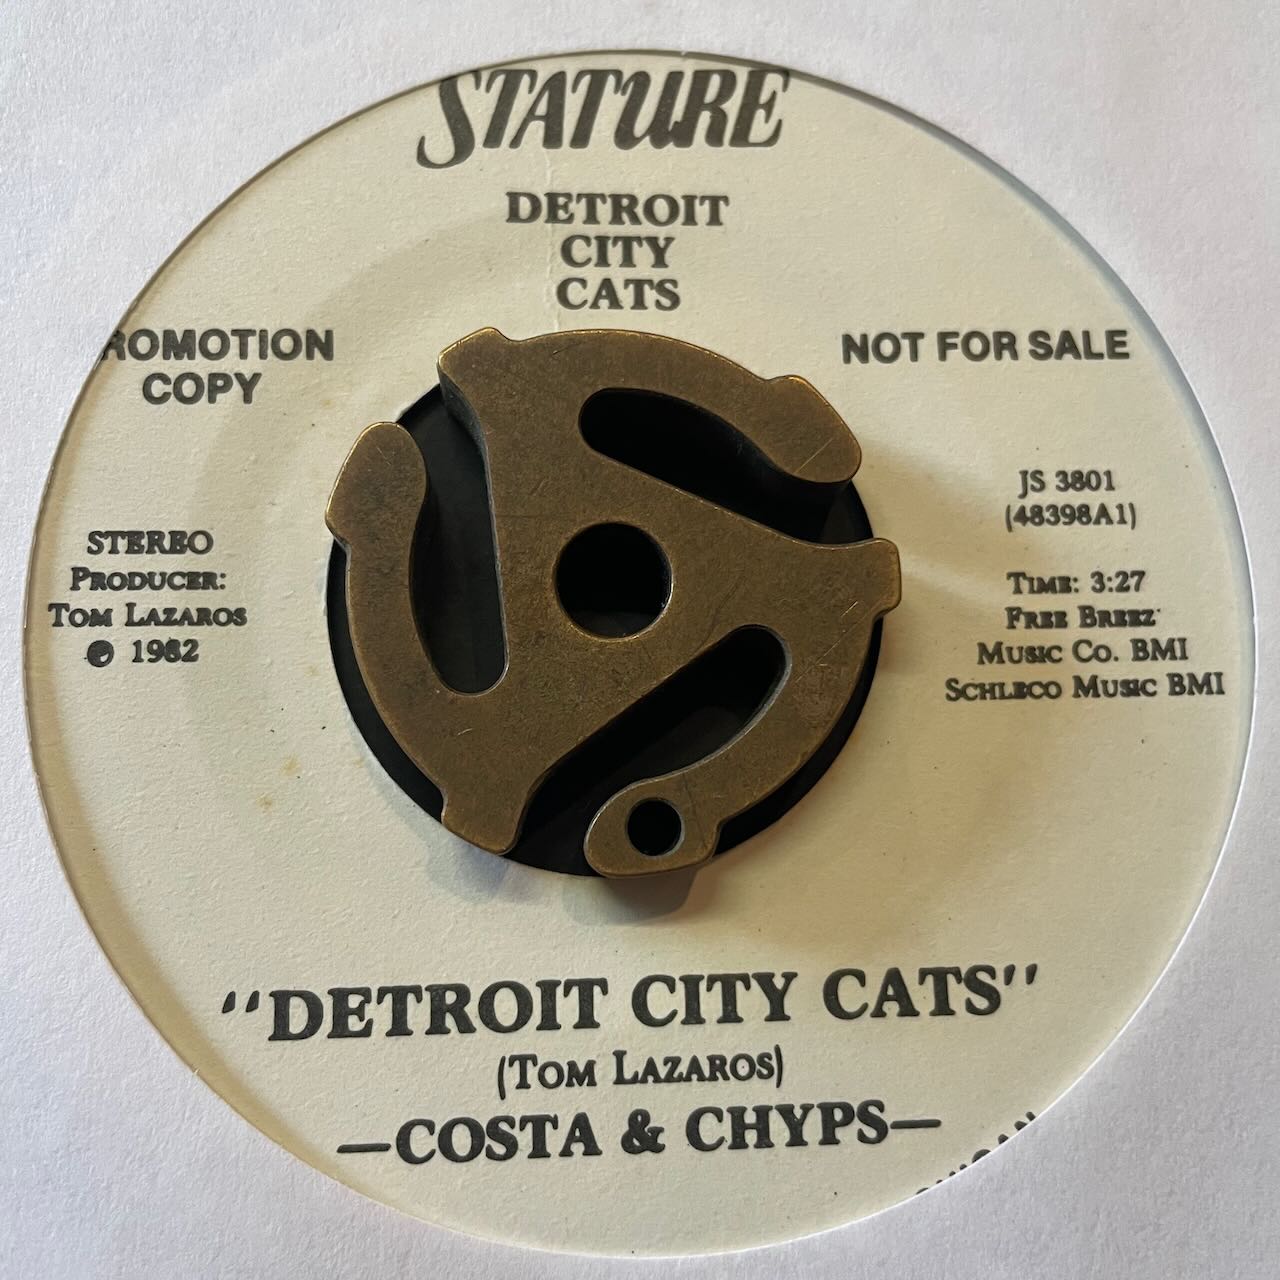 STATURE
DETROIT
CITY
CATS
ROMOTION
COPY
NOT FOR SALE
JS 3801
(48398A1)
STEREO
PRODUCER:
TOM LAZAROS
℗ 1982
TIME: 3:27
FREE BREEZ
MUSIC CO. BMI
SCHLECO MUSIC BMI
"DETROIT CITY CATS"
(TOM LAZAROS)
—COSTA & CHYPS—